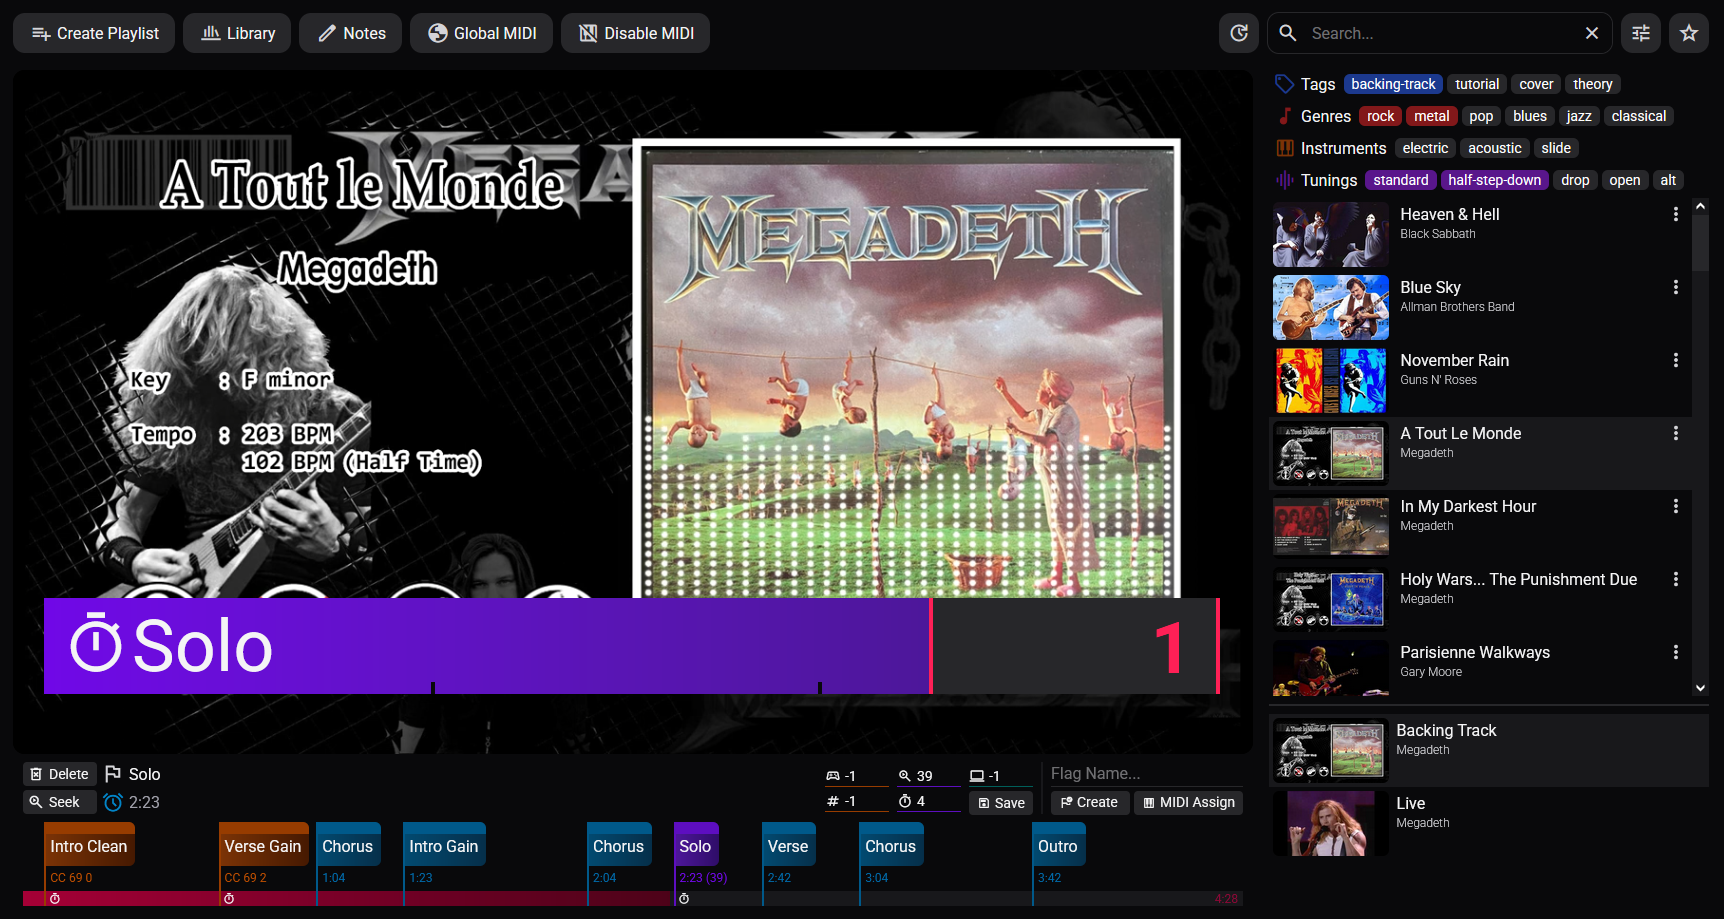 Create Playlist
Library
Notes
Global MIDI
Disable MIDI
Search...
Tags backing-track tutorial cover theory
Genres rock metal pop blues jazz classical
Instruments electric acoustic slide
Tunings standard half-step-down drop open alt
A Tout le Monde
Megadeth
Key : F minor
Tempo : 203 BPM
102 BPM (Half Time)
MEGADETH
Solo
1
Heaven & Hell
Black Sabbath
Blue Sky
Allman Brothers Band
November Rain
Guns N' Roses
A Tout Le Monde
Megadeth
In My Darkest Hour
Megadeth
Holy Wars... The Punishment Due
Megadeth
Parisienne Walkways
Gary Moore
Backing Track
Megadeth
Live
Megadeth
Delete
Solo
Seek
2:23
-1
39
-1
# -1
4
Save
Flag Name...
Create
MIDI Assign
Intro Clean
Verse Gain
Chorus
Intro Gain
Chorus
Solo
Verse
Chorus
Outro
CC 69 0
CC 69 2
1:04
1:23
2:04
2:23 (39)
2:42
3:04
3:42
4:28